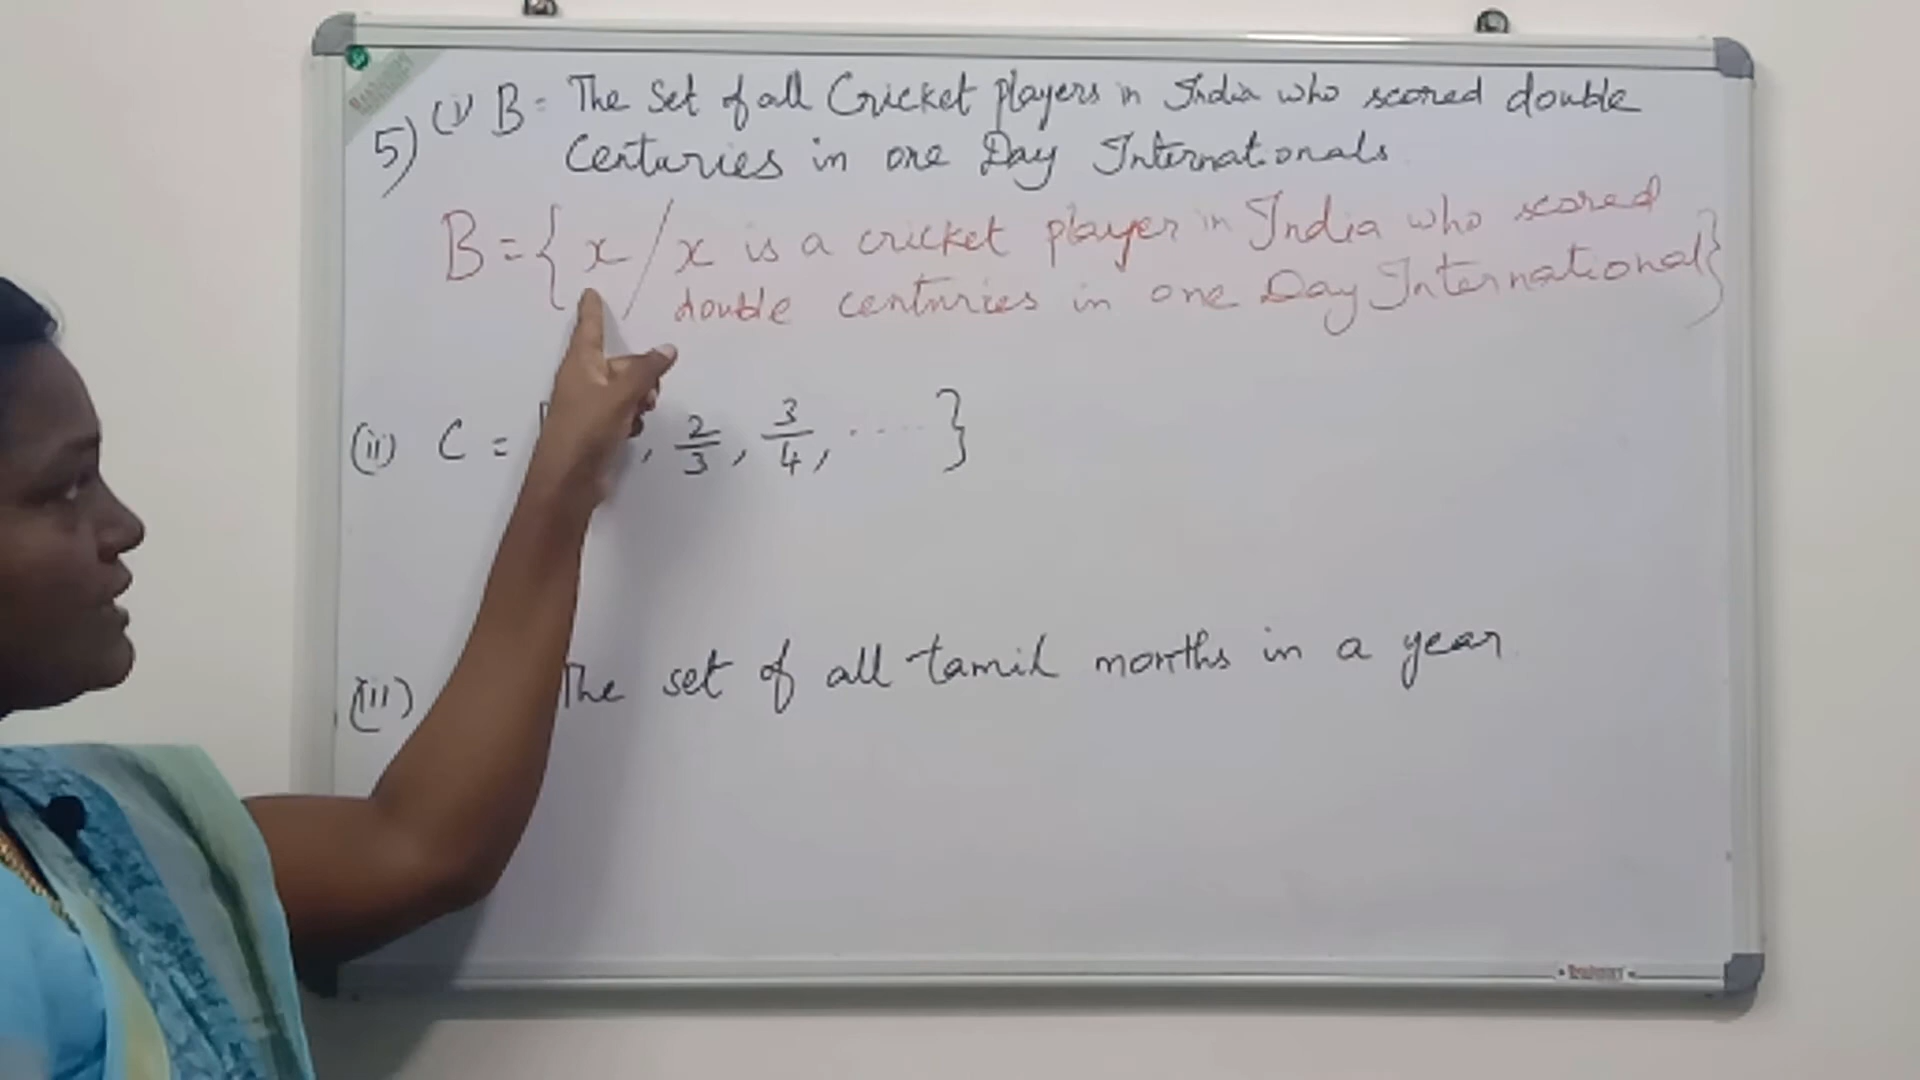 5) (i) B = The Set of all Cricket players in India who scored double
Centuries in one Day Internationals
B = { x / x is a cricket player in India who scored
double centuries in one Day International}
(ii) C = , 2/3, 3/4, ..... }
(iii) The set of all tamil months in a year